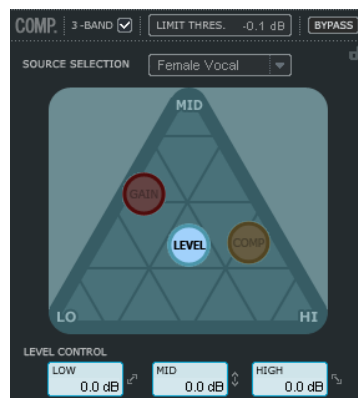 COMP. 3-BAND LIMIT THRES. -0.1 dB BYPASS
SOURCE SELECTION Female Vocal
MID
GAIN
LEVEL COMP
LO HI
LEVEL CONTROL
LOW MID HIGH
0.0 dB 0.0 dB 0.0 dB